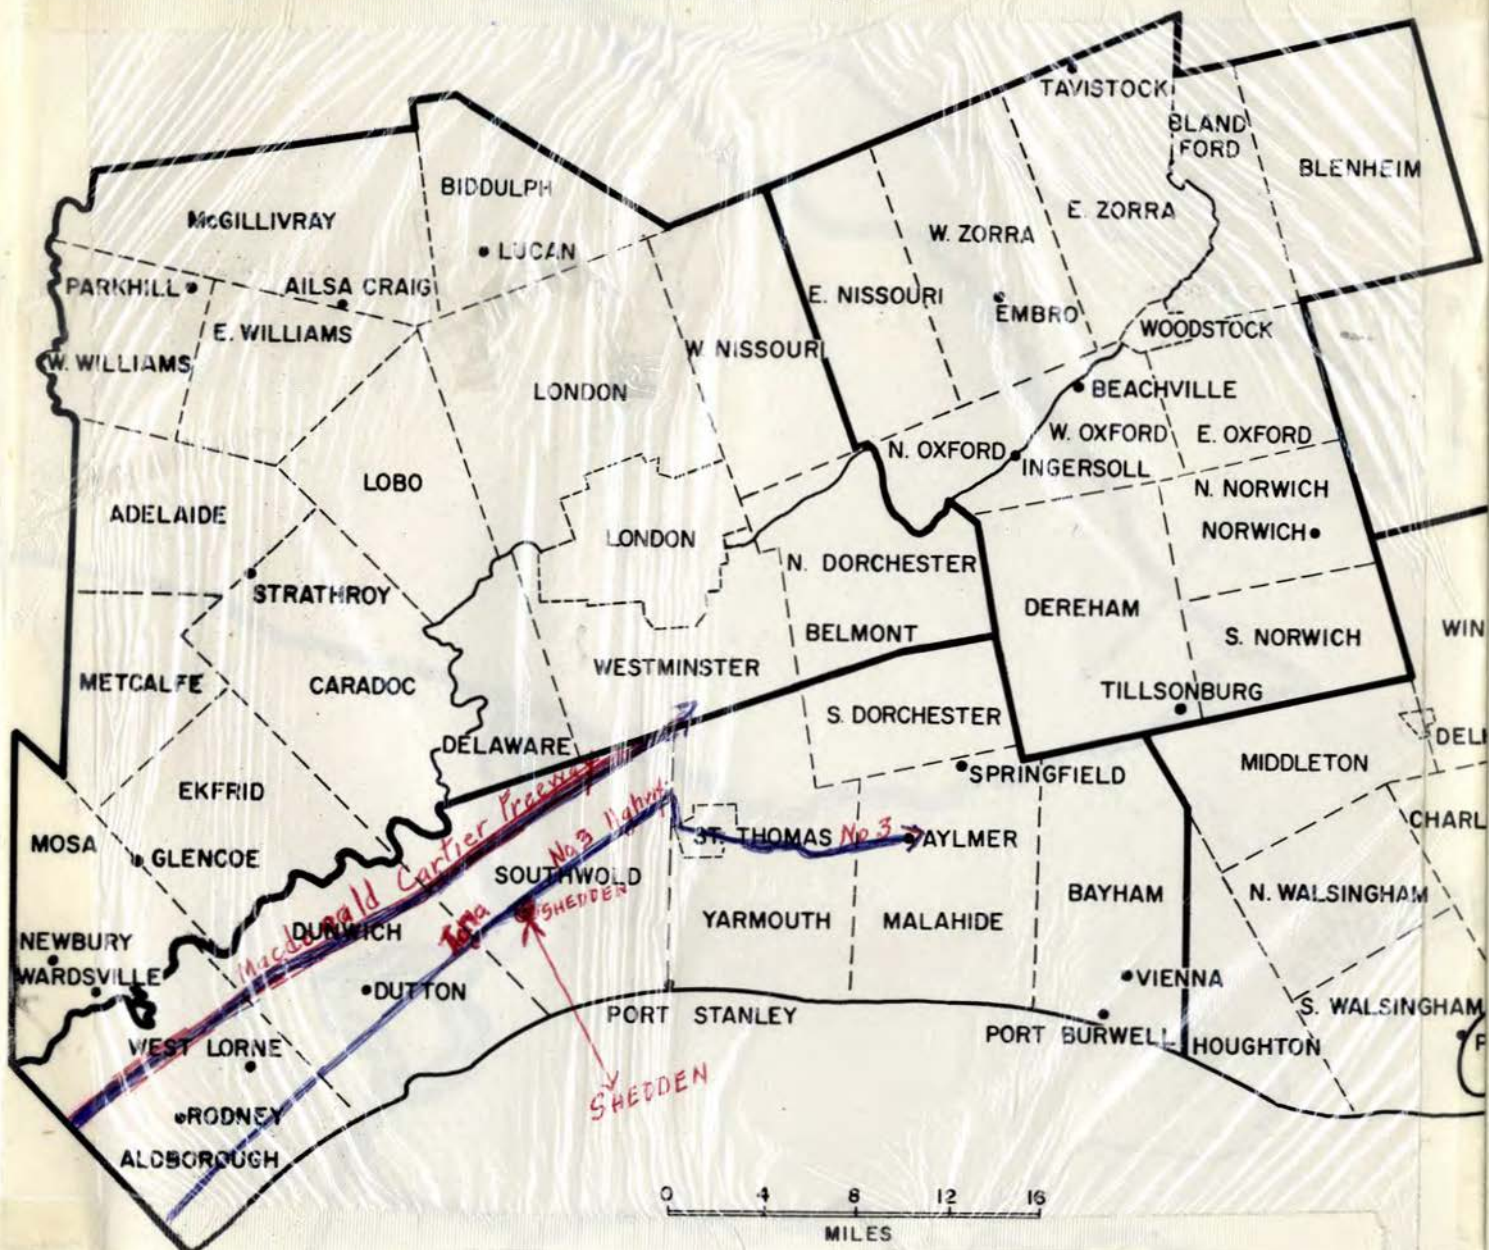 TAVISTOCK
BLAND
FORD
BLENHEIM
BIDDULPH
McGILLIVRAY
E. ZORRA
W. ZORRA
LUCAN
PARKHILL
AILSA CRAIG
E. NISSOURI
EMBRO
WOODSTOCK
E. WILLIAMS
W. WILLIAMS
W. NISSOURI
LONDON
BEACHVILLE
W. OXFORD
E. OXFORD
N. OXFORD
INGERSOLL
LOBO
N. NORWICH
ADELAIDE
NORWICH
LONDON
N. DORCHESTER
STRATHROY
DEREHAM
BELMONT
S. NORWICH
WIN
WESTMINSTER
METCALFE
CARADOC
TILLSONBURG
S. DORCHESTER
DELAWARE
DEL
MIDDLETON
SPRINGFIELD
EKFRID
Macdonald Cartier Freeway
No 3 Highway
CHARL
MOSA
GLENCOE
ST. THOMAS
No 3
AYLMER
SOUTHWOLD
BAYHAM
N. WALSINGHAM
SHEDDEN
Iona
YARMOUTH
MALAHIDE
DUNWICH
NEWBURY
WARDSVILLE
DUTTON
VIENNA
PORT STANLEY
S. WALSINGHAM
PORT BURWELL
HOUGHTON
P
WEST LORNE
SHEDDEN
RODNEY
ALDBOROUGH
0 4 8 12 16
MILES